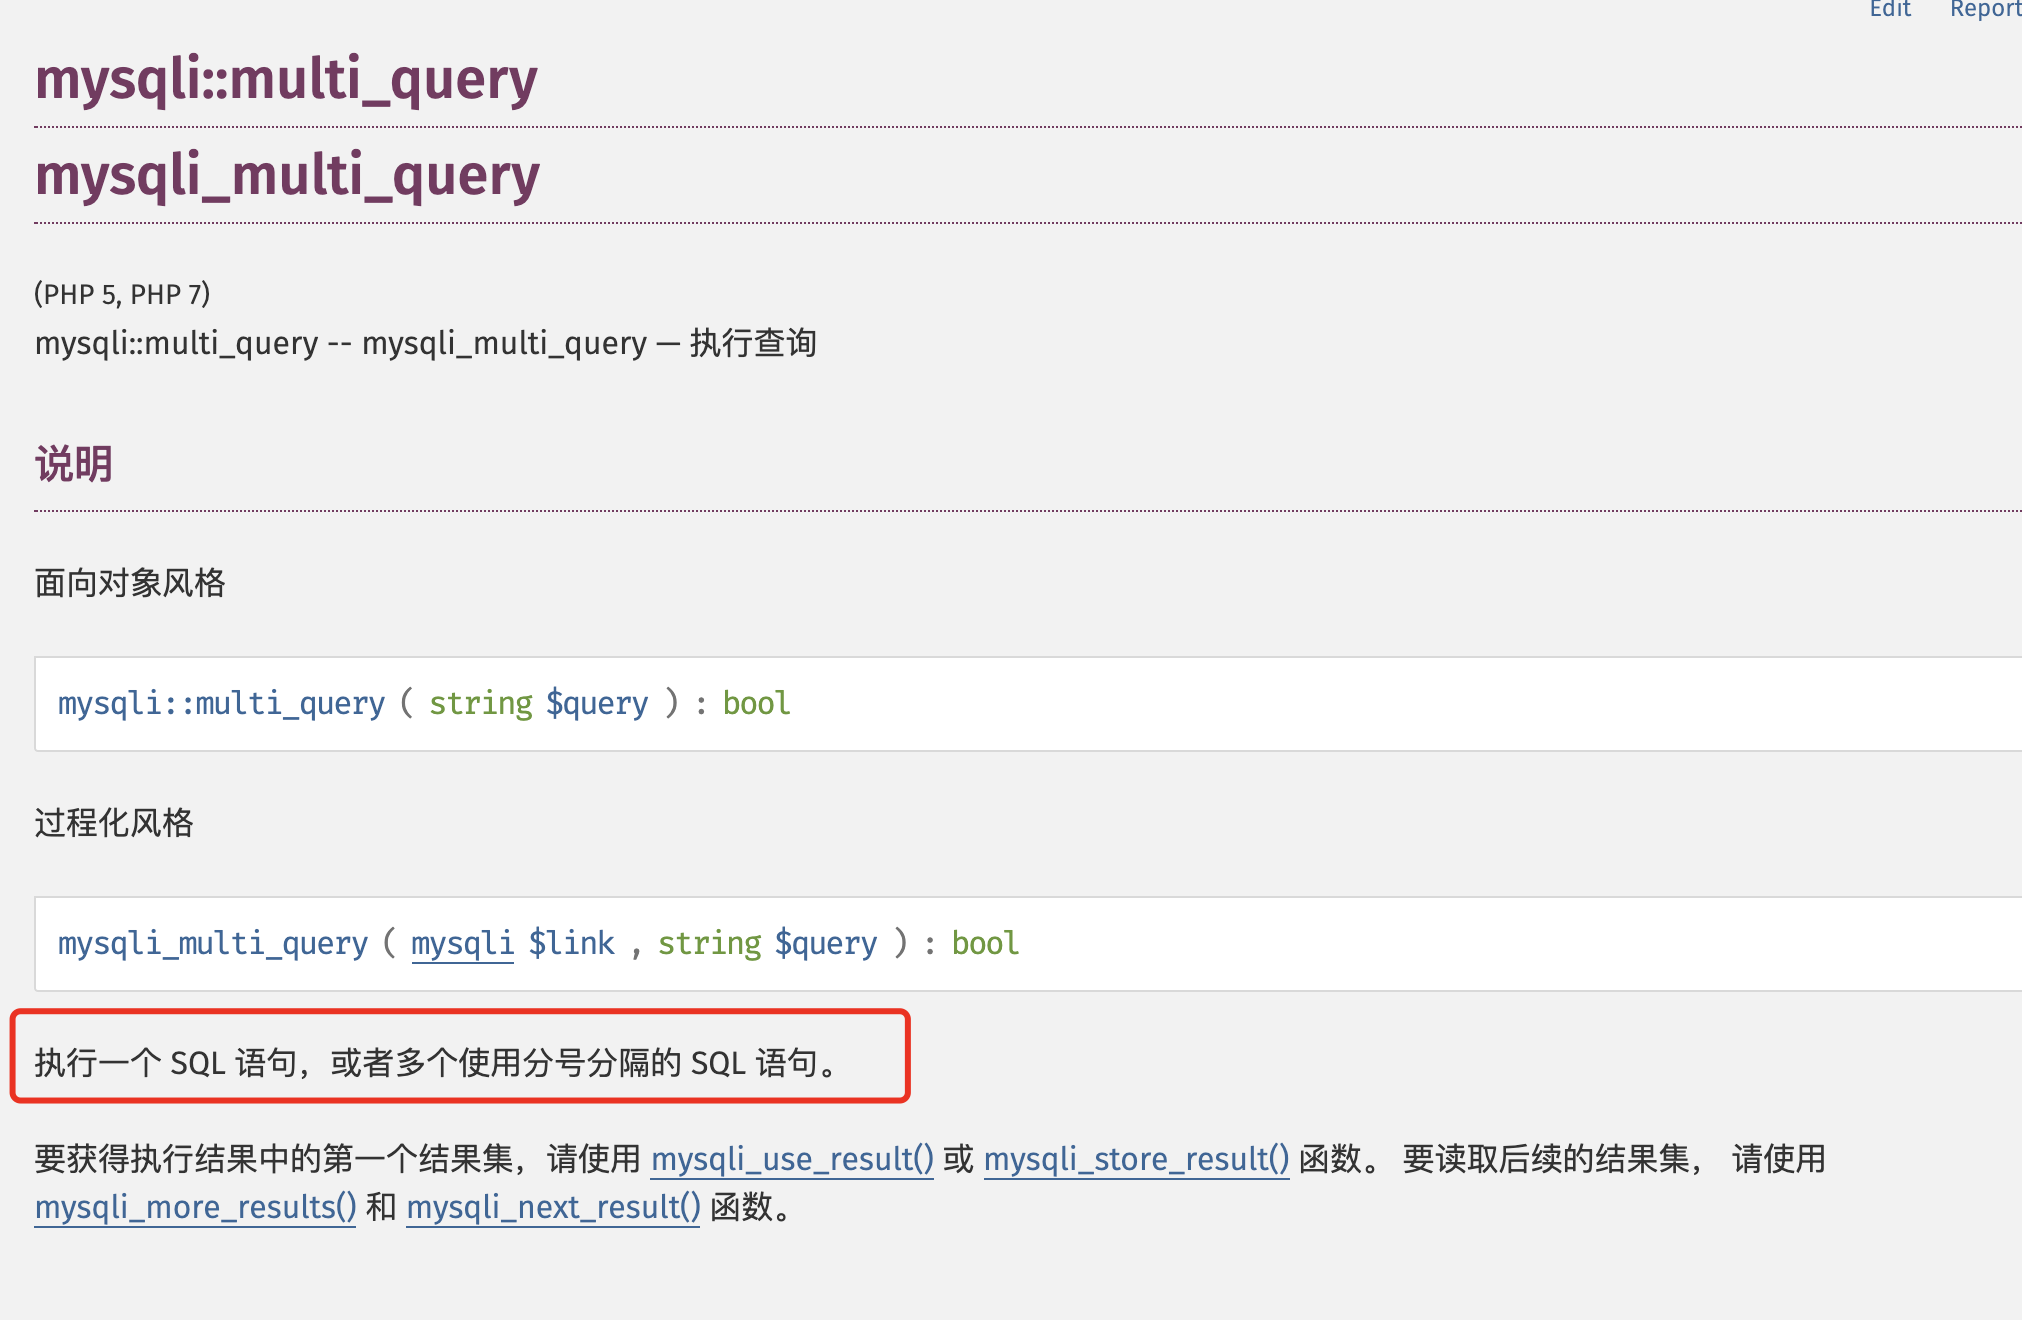 Edit Report
mysqli::multi_query
mysqli_multi_query
(PHP 5, PHP 7)
mysqli::multi_query -- mysqli_multi_query — 执行查询
说明
面向对象风格
mysqli::multi_query ( string $query ) : bool
过程化风格
mysqli_multi_query ( mysqli $link , string $query ) : bool
执行一个 SQL 语句，或者多个使用分号分隔的 SQL 语句。
要获得执行结果中的第一个结果集，请使用 mysqli_use_result() 或 mysqli_store_result() 函数。 要读取后续的结果集， 请使用
mysqli_more_results() 和 mysqli_next_result() 函数。